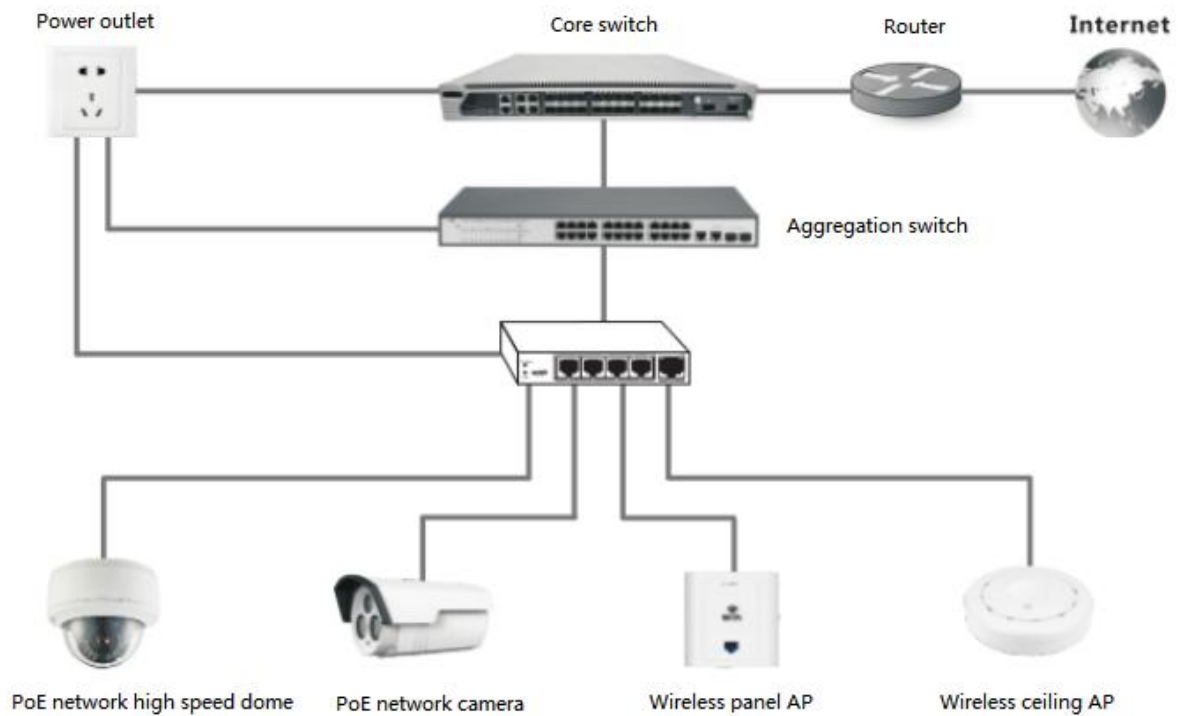 Power outlet
Core switch
Router
Internet
Aggregation switch
PoE network high speed dome
PoE network camera
Wireless panel AP
Wireless ceiling AP